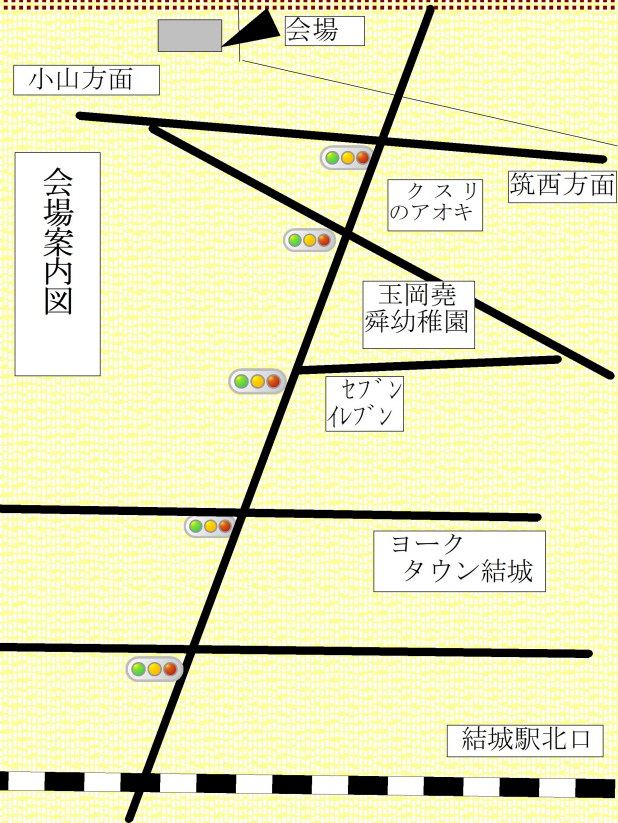 会場
小山方面
会場案内図
クスリ
のアオキ
筑西方面
玉岡堯
舜幼稚園
セブン
イレブン
ヨーク
タウン結城
結城駅北口